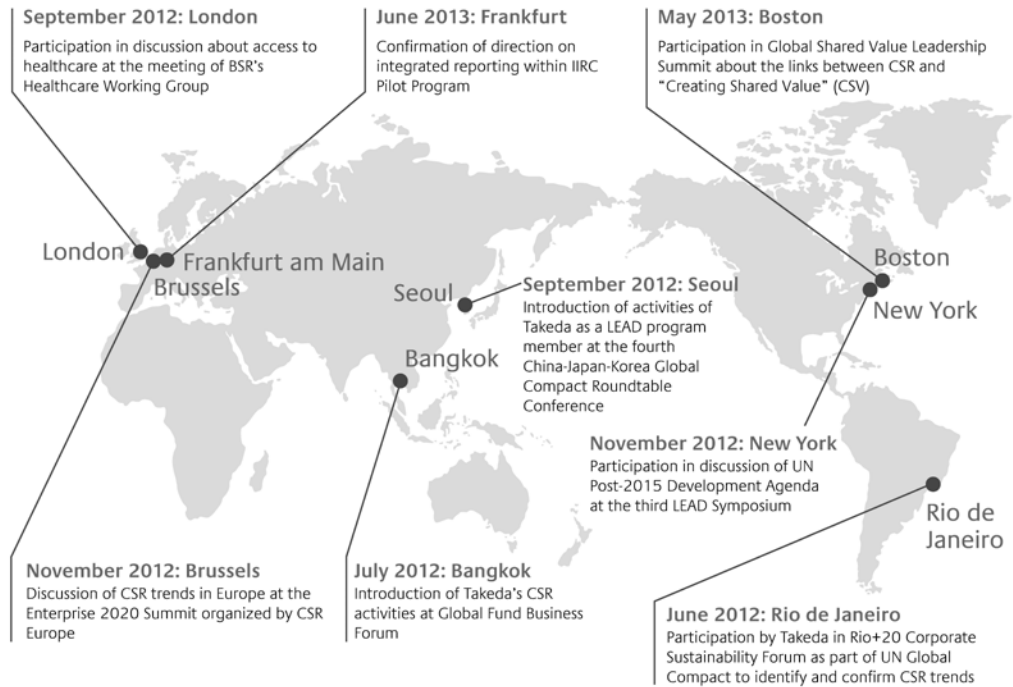 September 2012: London
Participation in discussion about access to
healthcare at the meeting of BSR's
Healthcare Working Group
June 2013: Frankfurt
Confirmation of direction on
integrated reporting within IIRC
Pilot Program
May 2013: Boston
Participation in Global Shared Value Leadership
Summit about the links between CSR and
“Creating Shared Value” (CSV)
London
Frankfurt am Main
Brussels
Seoul
Bangkok
Boston
New York
September 2012: Seoul
Introduction of activities of
Takeda as a LEAD program
member at the fourth
China-Japan-Korea Global
Compact Roundtable
Conference
November 2012: New York
Participation in discussion of UN
Post-2015 Development Agenda
at the third LEAD Symposium
Rio de
Janeiro
November 2012: Brussels
Discussion of CSR trends in Europe at the
Enterprise 2020 Summit organized by CSR
Europe
July 2012: Bangkok
Introduction of Takeda's CSR
activities at Global Fund Business
Forum
June 2012: Rio de Janeiro
Participation by Takeda in Rio+20 Corporate
Sustainability Forum as part of UN Global
Compact to identify and confirm CSR trends